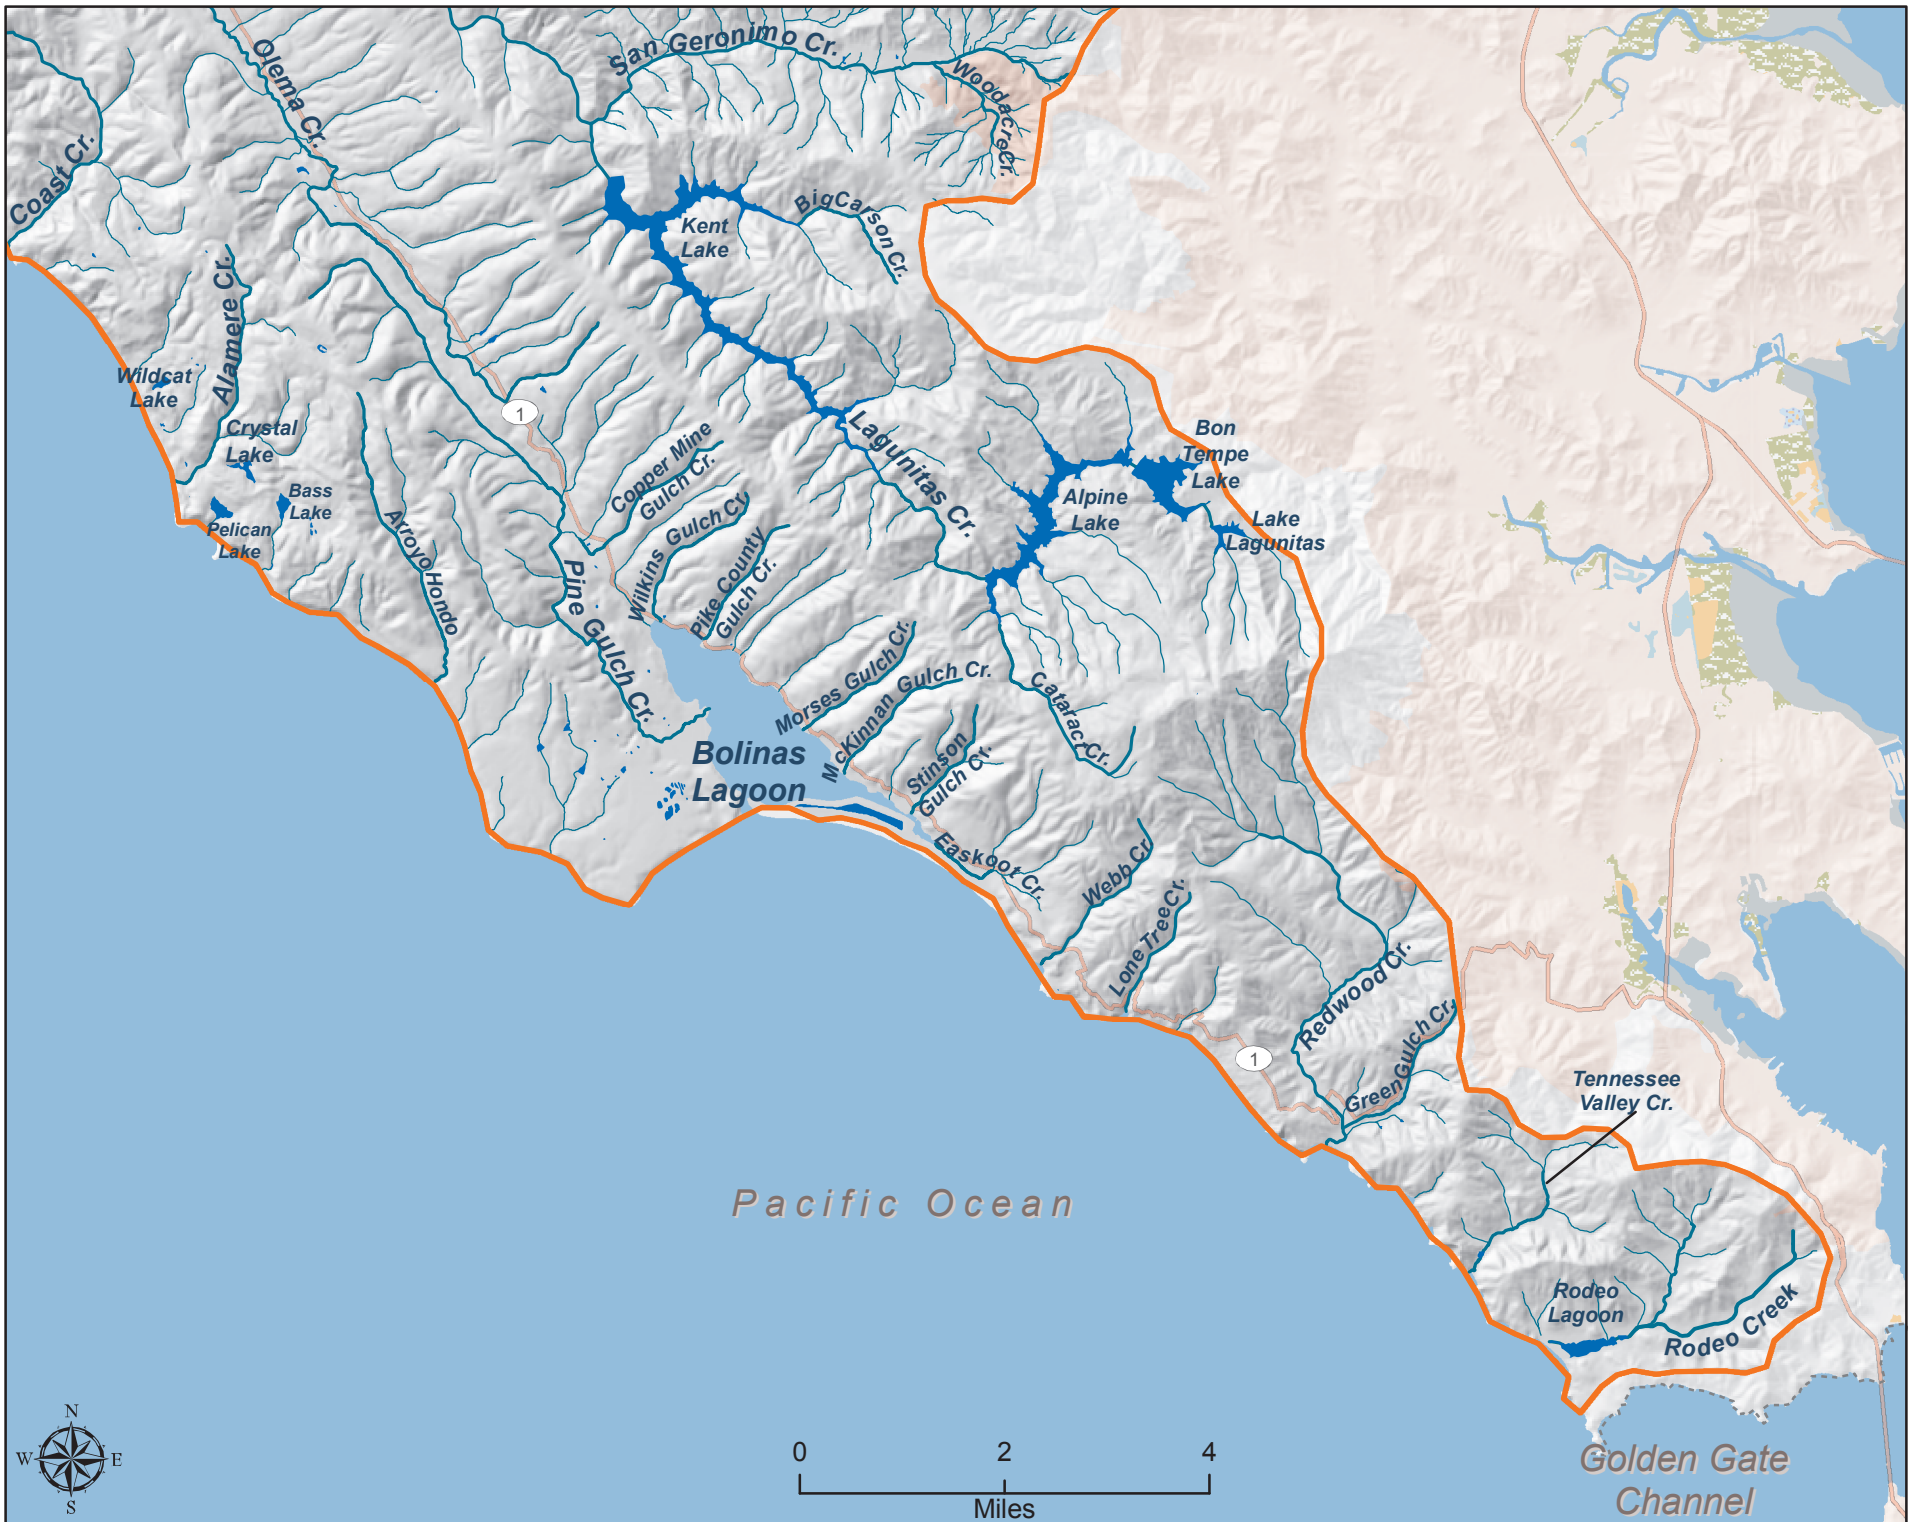 San Geronimo Cr.
Olema Cr.
Woodacre Cr.
Coast Cr.
Big Carson Cr.
Kent
Lake
Alamere Cr.
Wildcat
Lake
1
Crystal
Lake
Lagunitas Cr.
Bon
Tempe
Lake
Copper Mine
Gulch Cr.
Bass
Lake
Alpine
Lake
Pelican
Lake
Arroyo Hondo
Wilkins Gulch Cr.
Lake
Lagunitas
Pike County
Gulch Cr.
Pine Gulch Cr.
Morses Gulch Cr.
McKinnan Gulch Cr.
Cataract Cr.
Bolinas
Lagoon
Stinson
Gulch Cr.
Easkoot Cr.
Webb Cr.
Lone Tree Cr.
Redwood Cr.
1
Green Gulch Cr.
Tennessee
Valley Cr.
Pacific Ocean
Rodeo
Lagoon
Rodeo Creek
N
W E
S
0 2 4
Miles
Golden Gate
Channel